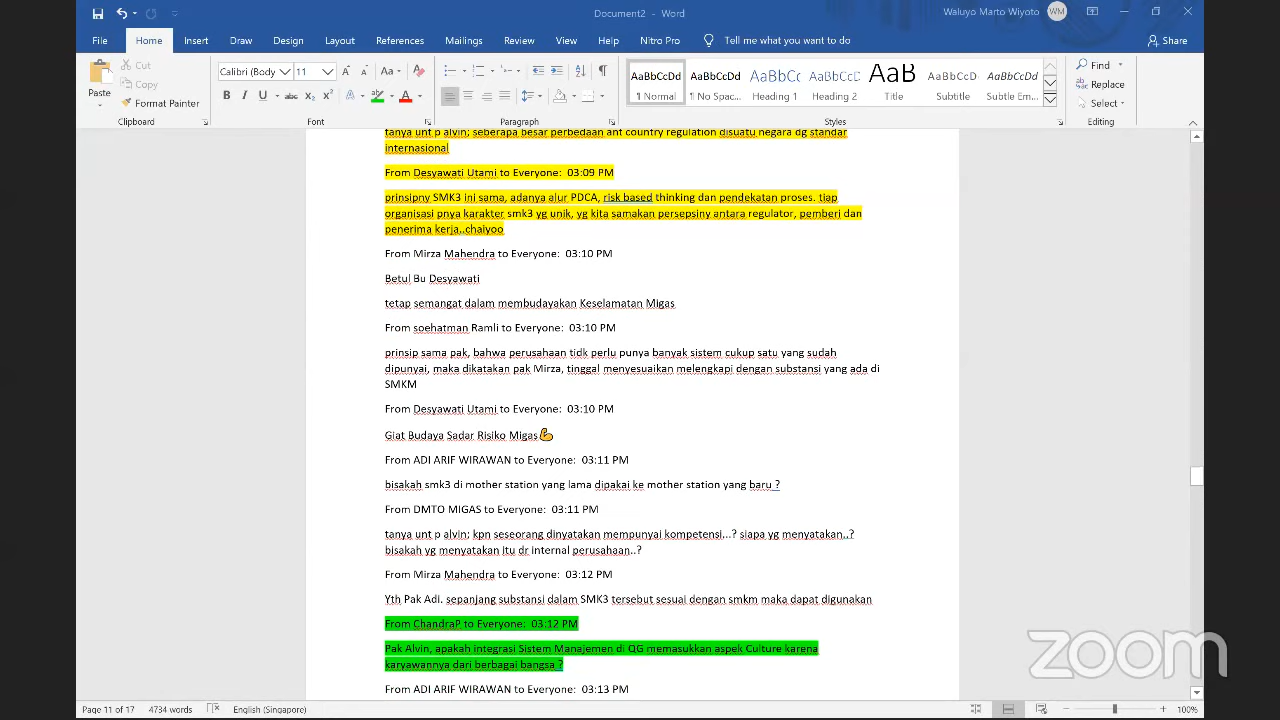 Document2 - Word
Waluyo Marto Wiyoto WM
File Home Insert Draw Design Layout References Mailings Review View Help Nitro Pro Tell me what you want to do Share
Paste
Cut
Copy
Format Painter
Calibri (Body 11
AaBbCcDd AaBbCcDd AaBbCc AaBbCcD AaB AaBbCcD AaBbCcDd
¶ Normal ¶ No Spac... Heading 1 Heading 2 Title Subtitle Subtle Em...
Find
Replace
Select
Clipboard Font Paragraph Styles Editing
tanya unt p alvin; seberapa besar perbedaan ant country regulation disuatu negara dg standar
internasional
From Desyawati Utami to Everyone: 03:09 PM
prinsipny SMK3 ini sama, adanya alur PDCA, risk based thinking dan pendekatan proses. tiap
organisasi pnya karakter smk3 yg unik, yg kita samakan persepsiny antara regulator, pemberi dan
penerima kerja,.chaiyoo
From Mirza Mahendra to Everyone: 03:10 PM
Betul Bu Desyawati
tetap semangat dalam membudayakan Keselamatan Migas
From soehatman Ramli to Everyone: 03:10 PM
prinsip sama pak, bahwa perusahaan tidk perlu punya banyak sistem cukup satu yang sudah
dipunyai, maka dikatakan pak Mirza, tinggal menyesuaikan melengkapi dengan substansi yang ada di
SMKM
From Desyawati Utami to Everyone: 03:10 PM
Giat Budaya Sadar Risiko Migas💪
From ADI ARIF WIRAWAN to Everyone: 03:11 PM
bisakah smk3 di mother station yang lama dipakai ke mother station yang baru ?
From DMTO MIGAS to Everyone: 03:11 PM
tanya unt p alvin; kpn seseorang dinyatakan mempunyai kompetensi...? siapa yg menyatakan..?
bisakah yg menyatakan itu dr internal perusahaan..?
From Mirza Mahendra to Everyone: 03:12 PM
Yth Pak Adi. sepanjang substansi dalam SMK3 tersebut sesuai dengan smkm maka dapat digunakan
From ChandraP to Everyone: 03:12 PM
Pak Alvin, apakah integrasi Sistem Manajemen di QG memasukkan aspek Culture karena
karyawannya dari berbagai bangsa ?
From ADI ARIF WIRAWAN to Everyone: 03:13 PM
zoom
Page 11 of 17 4734 words English (Singapore) 100%